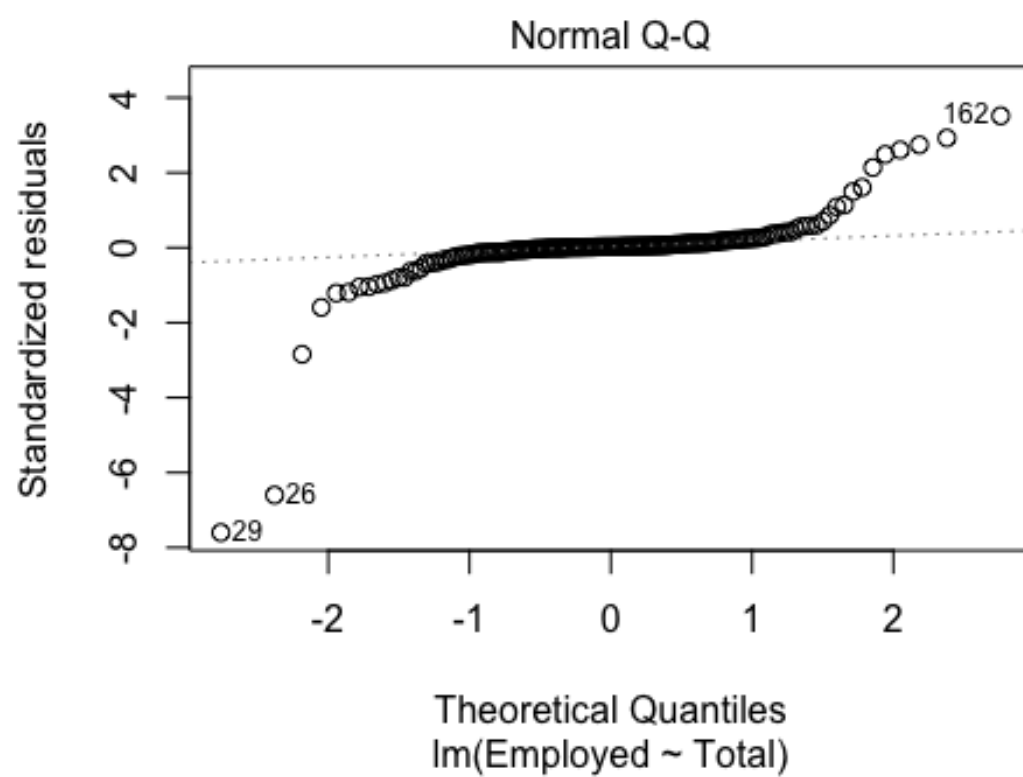 Normal Q-Q
Standardized residuals
4
2
0
-2
-4
-6
-8
162
26
29
-2 -1 0 1 2
Theoretical Quantiles
lm(Employed ~ Total)